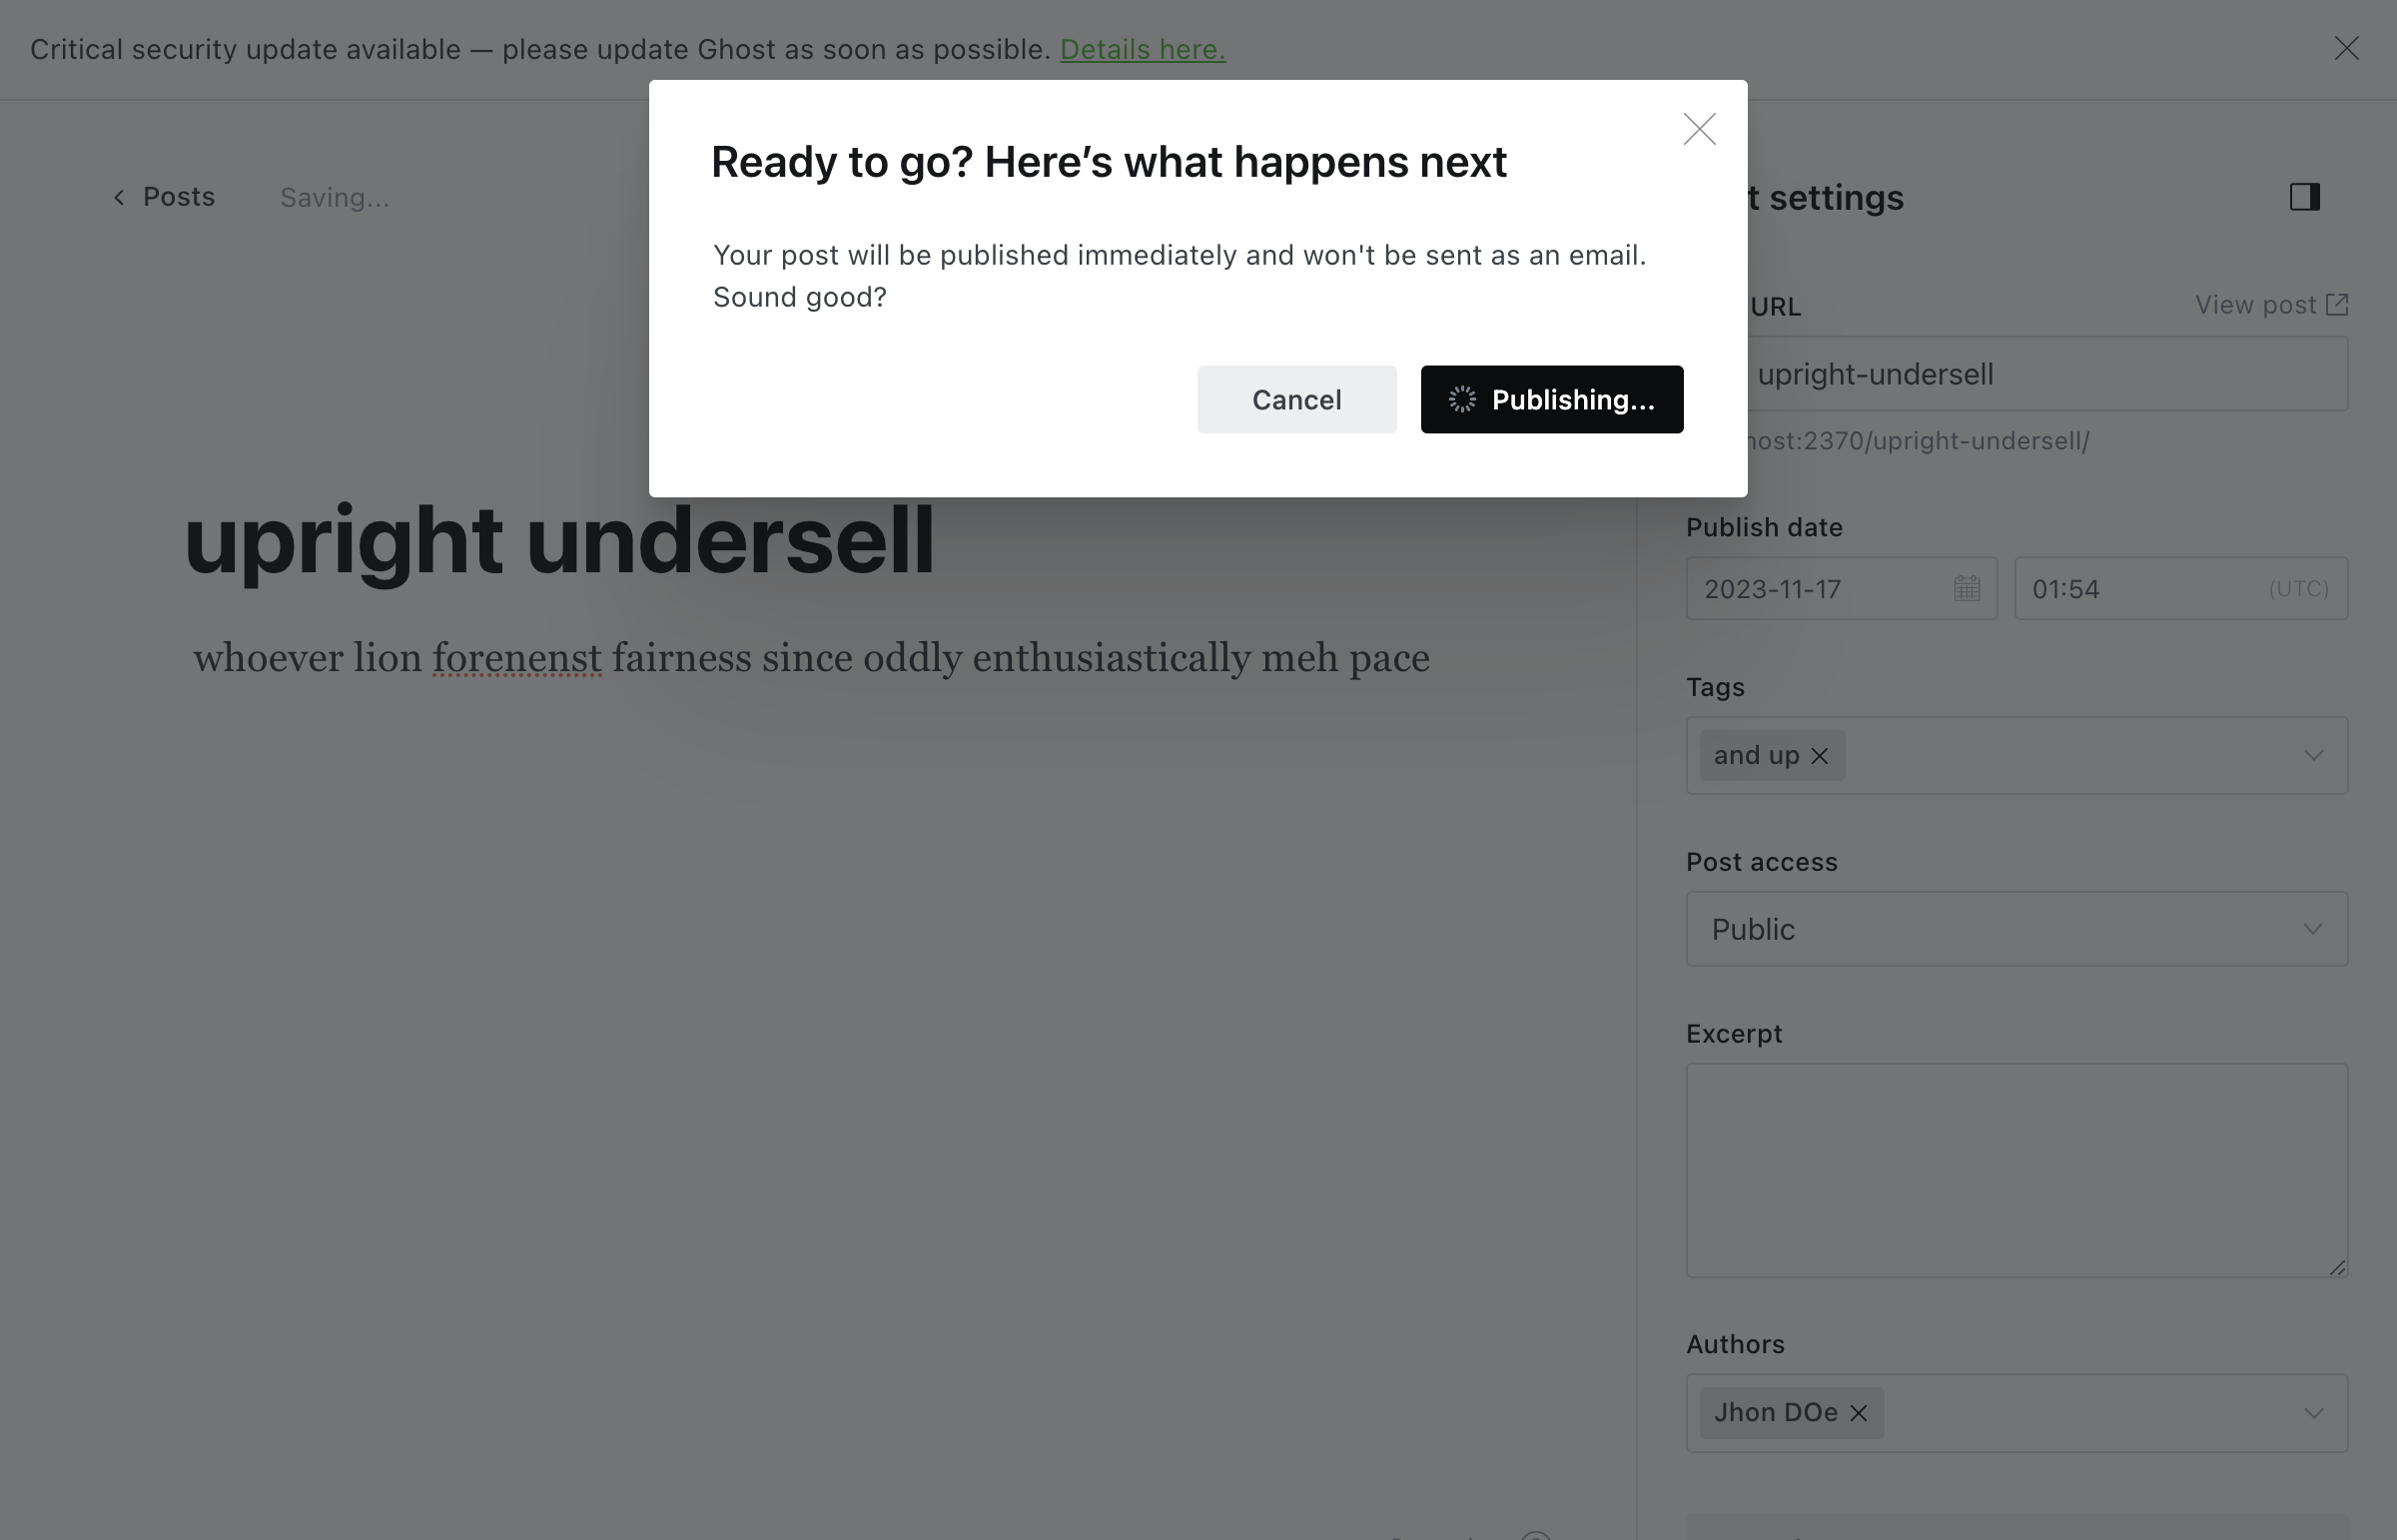 Critical security update available — please update Ghost as soon as possible. Details here.
Ready to go? Here’s what happens next
Your post will be published immediately and won't be sent as an email.
Sound good?
Cancel
Publishing...
Posts
Saving...
upright undersell
whoever lion forenenst fairness since oddly enthusiastically meh pace
settings
URL
View post
upright-undersell
ost:2370/upright-undersell/
Publish date
2023-11-17
01:54
(UTC)
Tags
and up
Post access
Public
Excerpt
Authors
Jhon DOe